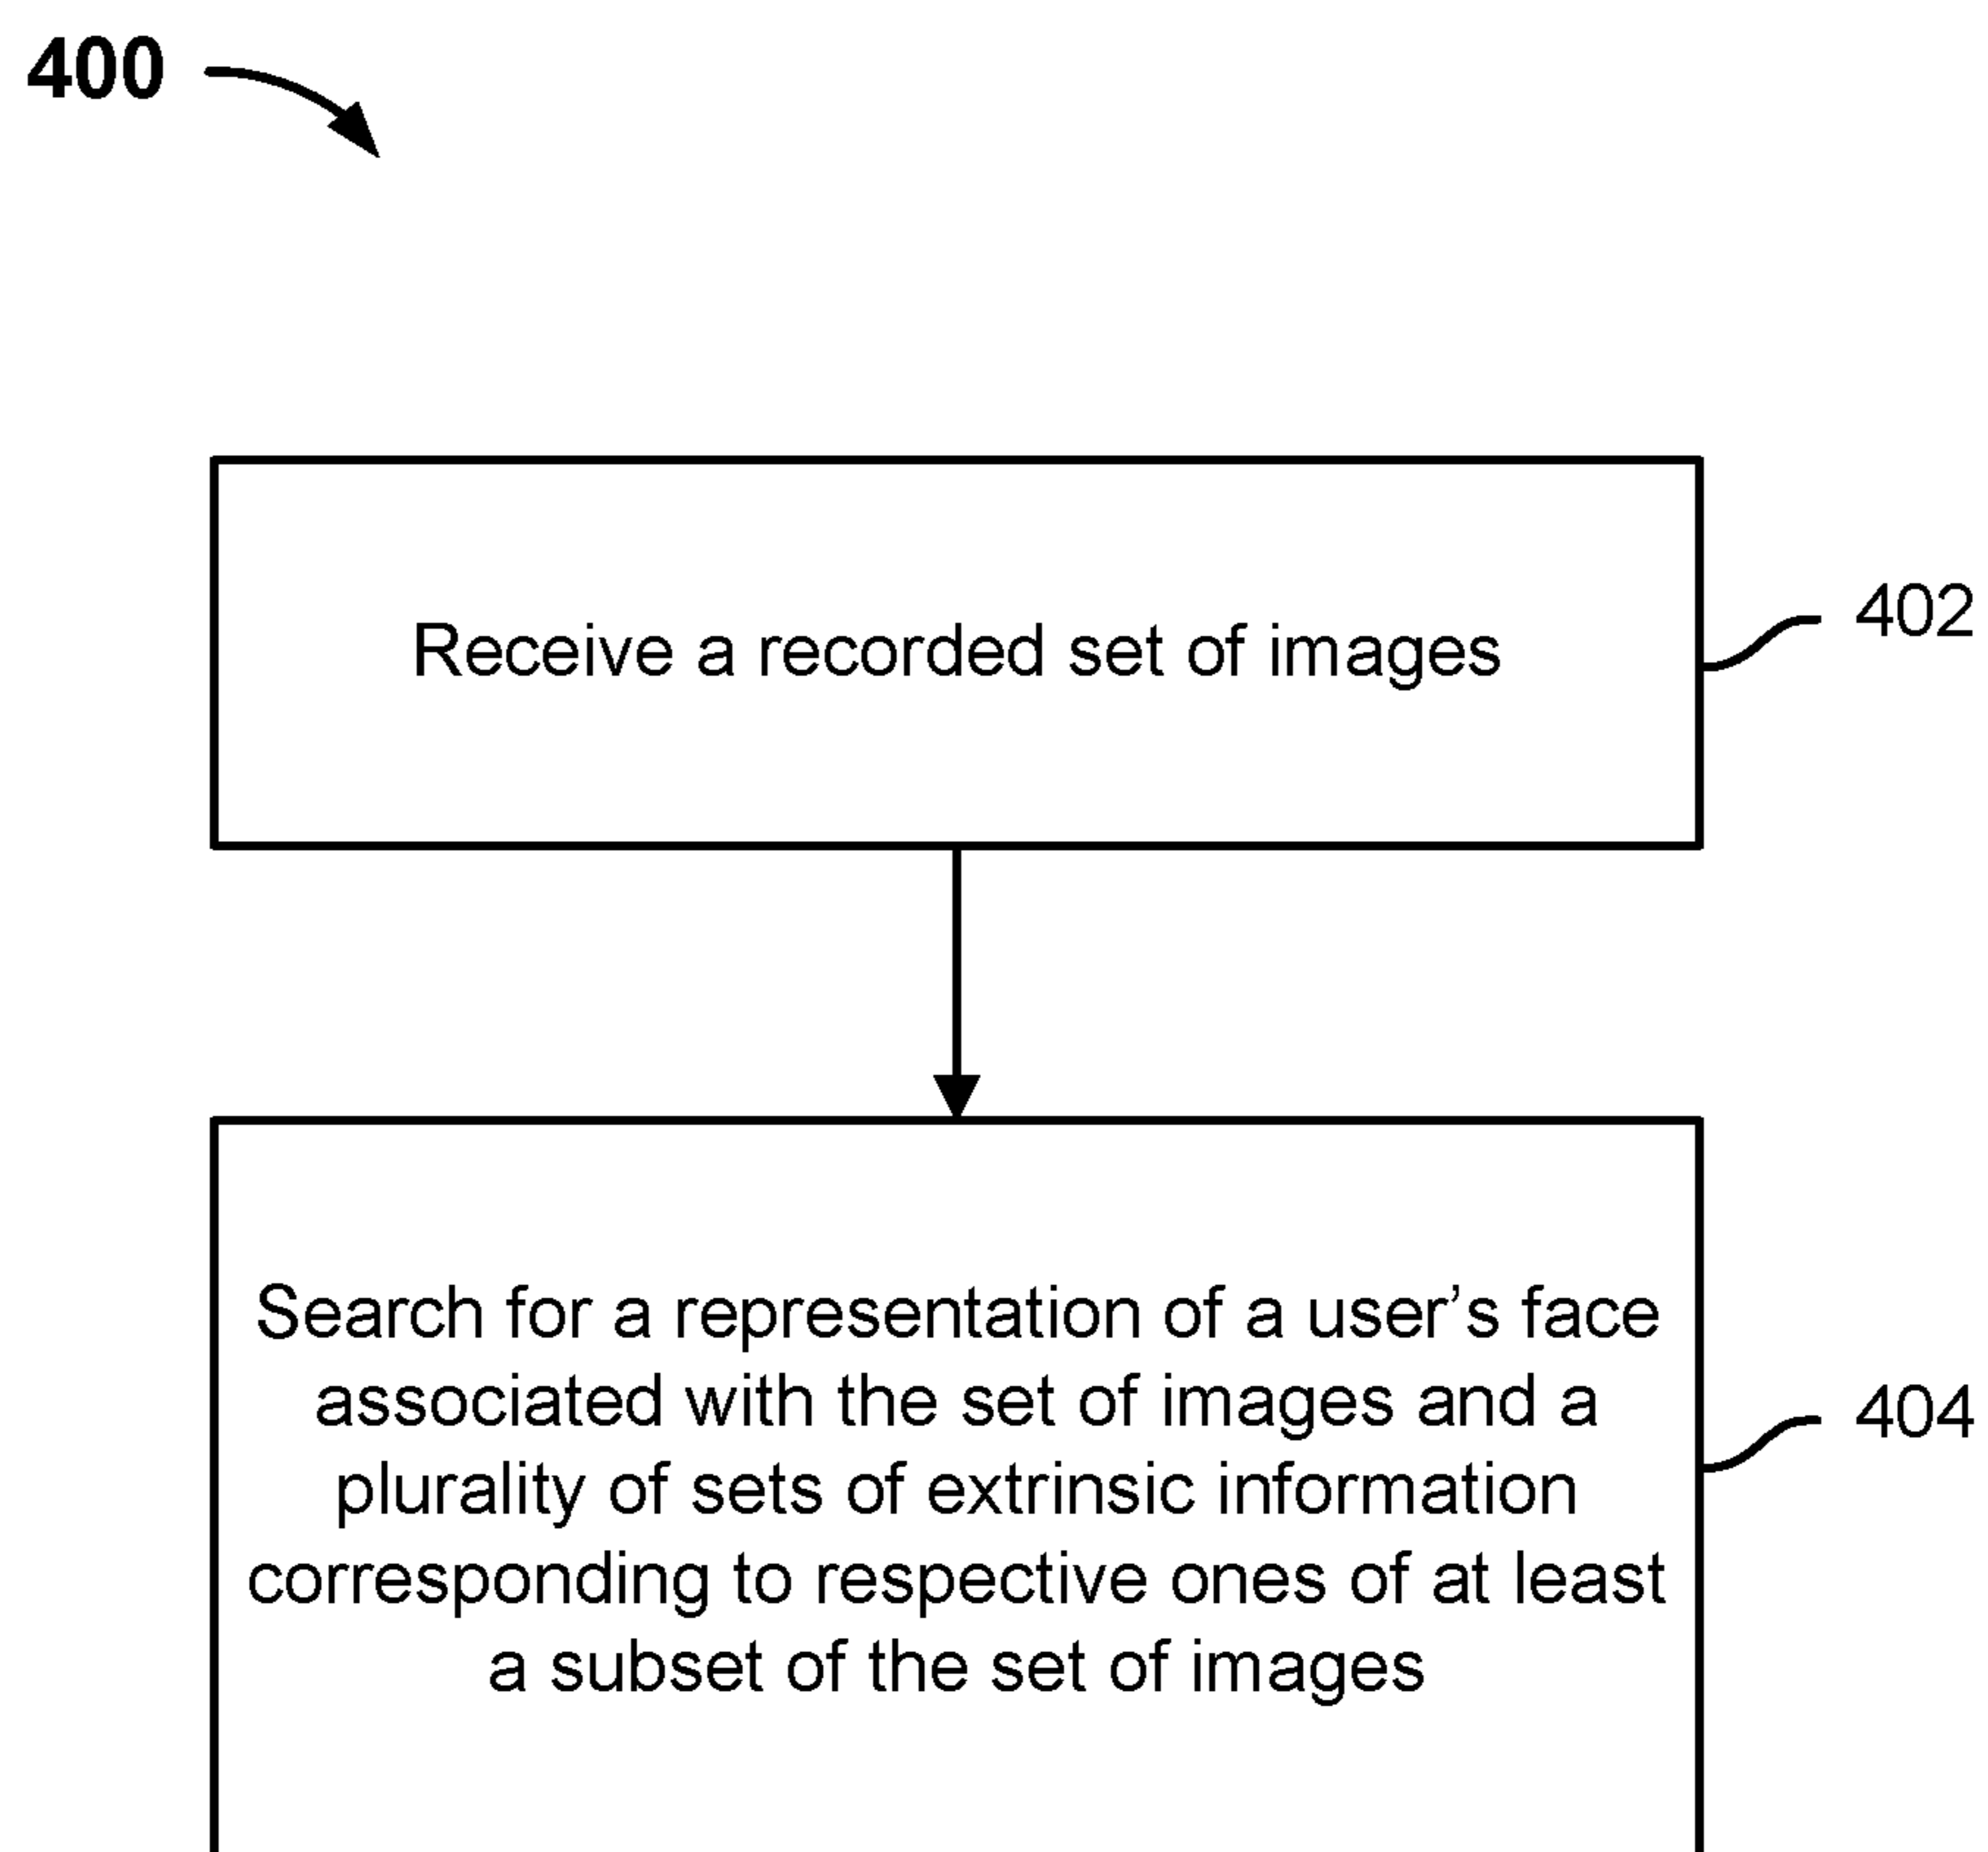 400
Receive a recorded set of images
402
Search for a representation of a user’s face
associated with the set of images and a
plurality of sets of extrinsic information
corresponding to respective ones of at least
a subset of the set of images
404